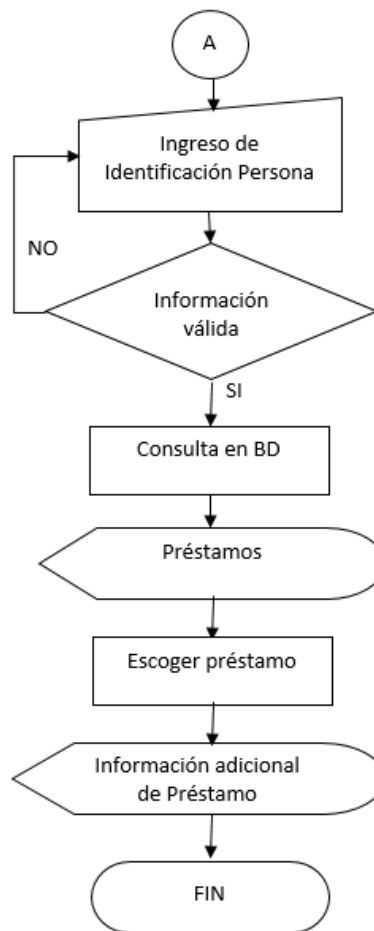 A
Ingreso de
Identificación Persona
NO
Información
válida
SI
Consulta en BD
Préstamos
Escoger préstamo
Información adicional
de Préstamo
FIN